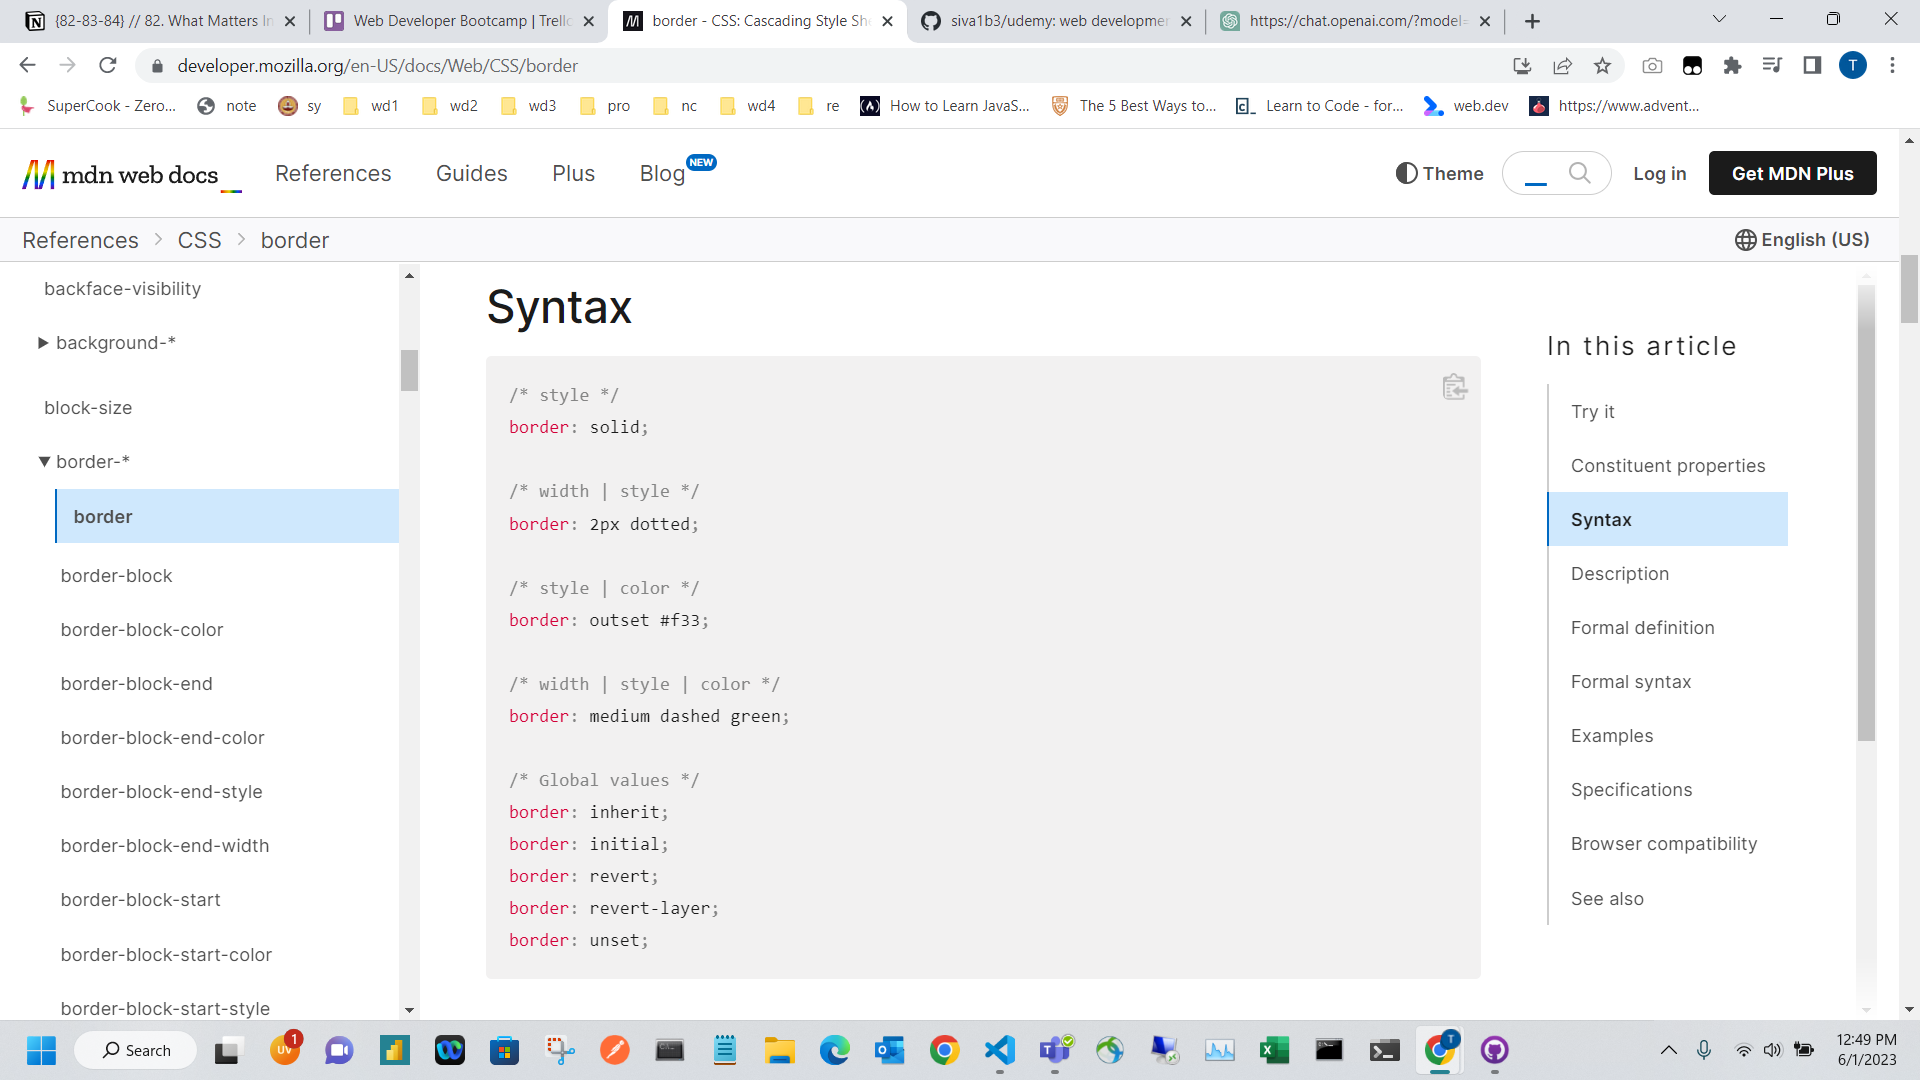 {82-83-84} // 82. What Matters In
Web Developer Bootcamp | Trello
border - CSS: Cascading Style She
siva1b3/udemy: web developmen
https://chat.openai.com/?model=
developer.mozilla.org/en-US/docs/Web/CSS/border
T
SuperCook - Zero...
note
sy
wd1
wd2
wd3
pro
nc
wd4
re
How to Learn JavaS...
The 5 Best Ways to...
Learn to Code - for...
web.dev
https://www.advent...
mdn web docs
References
Guides
Plus
Blog
NEW
Theme
Log in
Get MDN Plus
References > CSS > border
English (US)
backface-visibility
background-*
block-size
border-*
border
border-block
border-block-color
border-block-end
border-block-end-color
border-block-end-style
border-block-end-width
border-block-start
border-block-start-color
border-block-start-style
Syntax
/* style */
border: solid;
/* width | style */
border: 2px dotted;
/* style | color */
border: outset #f33;
/* width | style | color */
border: medium dashed green;
/* Global values */
border: inherit;
border: initial;
border: revert;
border: revert-layer;
border: unset;
In this article
Try it
Constituent properties
Syntax
Description
Formal definition
Formal syntax
Examples
Specifications
Browser compatibility
See also
Search
UV
1
T
12:49 PM
6/1/2023